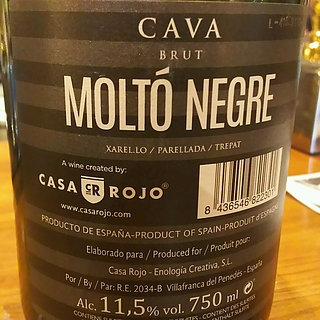 CAVA
BRUT
MOLTÓ NEGRE
XAREL.LO / PARELLADA / TREPAT
A wine created by:
CASA CR ROJO®
www.casarojo.com
8 436546 622301
PRODUCTO DE ESPAÑA-PRODUCT OF SPAIN-PRODUIT d'ESPAGNE
Elaborado para / Produced for / Produit pour:
Casa Rojo - Enología Creativa, S.L.
Por / By / Par: R.E. 2034-B Villafranca del Penedés - España
Alc. 11,5% vol. 750 ml e